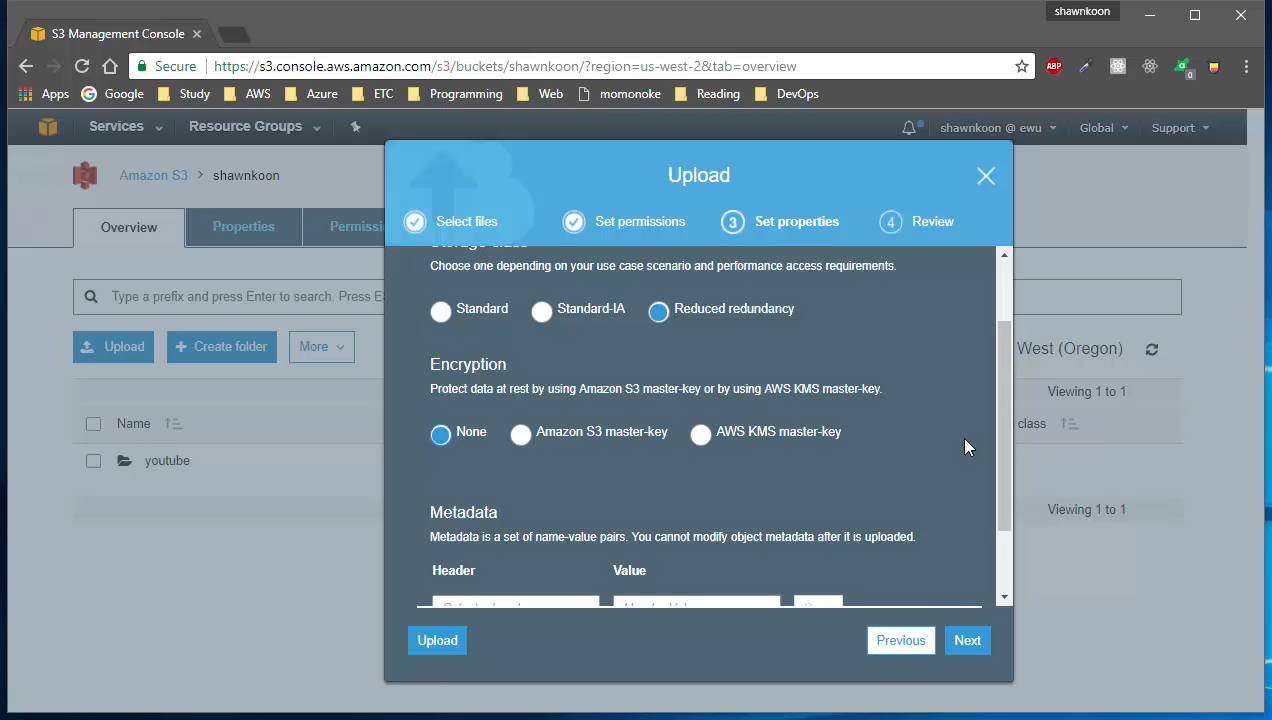 shawnkoon
S3 Management Console
Secure https://s3.console.aws.amazon.com/s3/buckets/shawnkoon/?region=us-west-2&tab=overview
ABP 0
Apps Google Study AWS Azure ETC Programming Web momonoke Reading DevOps
Services Resource Groups shawnkoon @ ewu Global Support
Amazon S3 > shawnkoon
Upload
Select files Set permissions 3 Set properties 4 Review
Overview Properties Permissi
Storage class
Choose one depending on your use case scenario and performance access requirements.
Type a prefix and press Enter to search. Press E
Standard Standard-IA Reduced redundancy
Upload Create folder More West (Oregon)
Encryption
Protect data at rest by using Amazon S3 master-key or by using AWS KMS master-key.
Viewing 1 to 1
Name class
None Amazon S3 master-key AWS KMS master-key
youtube
Metadata
Viewing 1 to 1
Metadata is a set of name-value pairs. You cannot modify object metadata after it is uploaded.
Header Value
Upload Previous Next